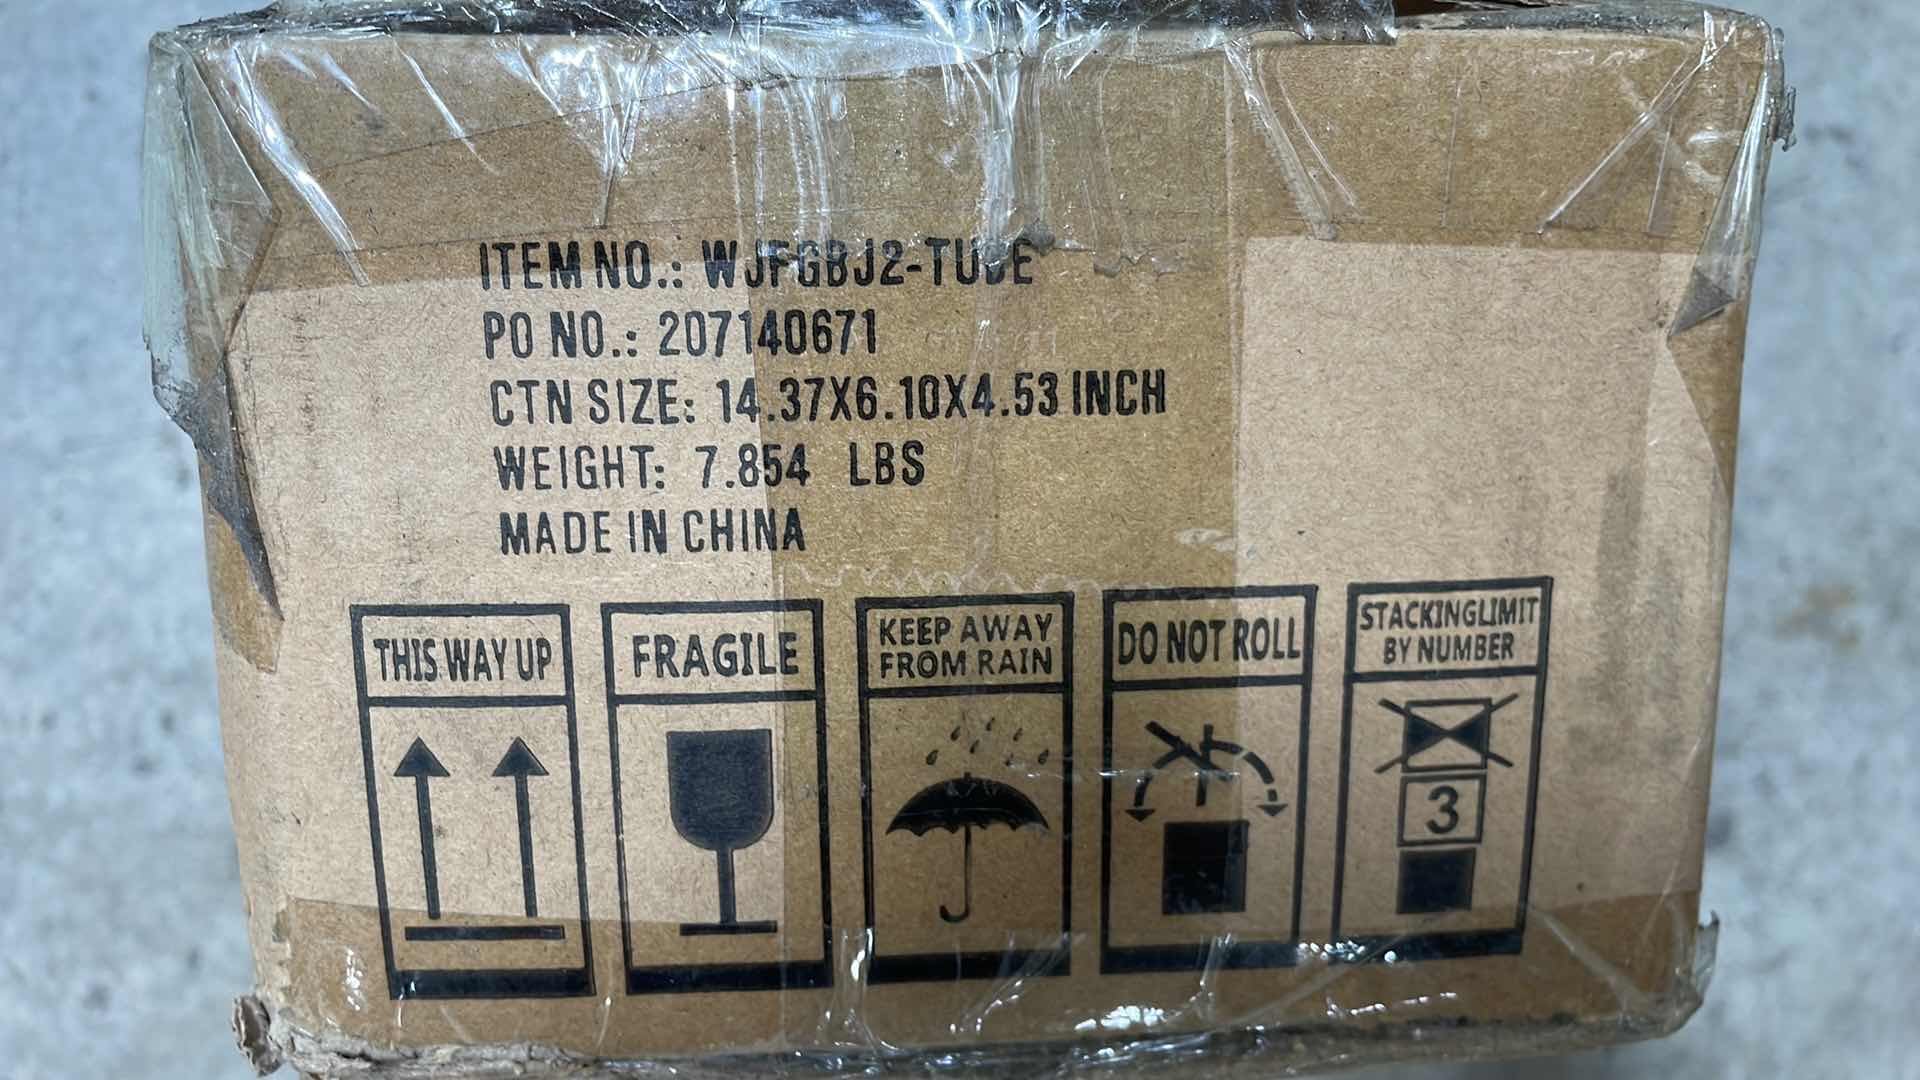 ITEM NO.: WJFGBJ2-TUBE
PO NO.: 207140671
CTN SIZE: 14.37X6.10X4.53 INCH
WEIGHT: 7.854 LBS
MADE IN CHINA
THIS WAY UP
FRAGILE
KEEP AWAY
FROM RAIN
DO NOT ROLL
STACKINGLIMIT
BY NUMBER
3